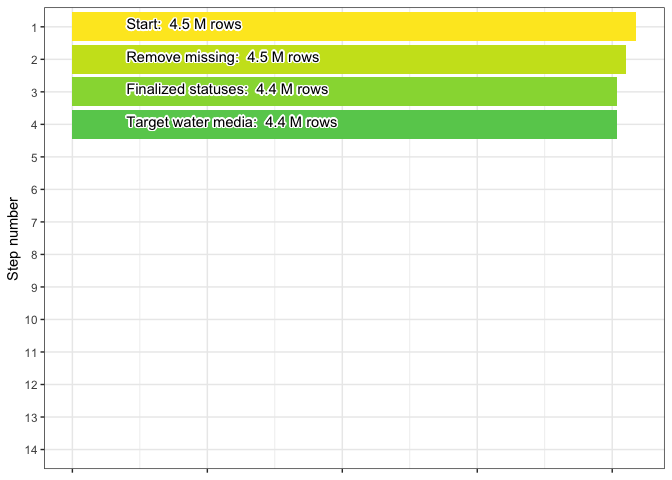 Step number
1
Start:  4.5 M rows
2
Remove missing:  4.5 M rows
3
Finalized statuses:  4.4 M rows
4
Target water media:  4.4 M rows
5
6
7
8
9
10
11
12
13
14